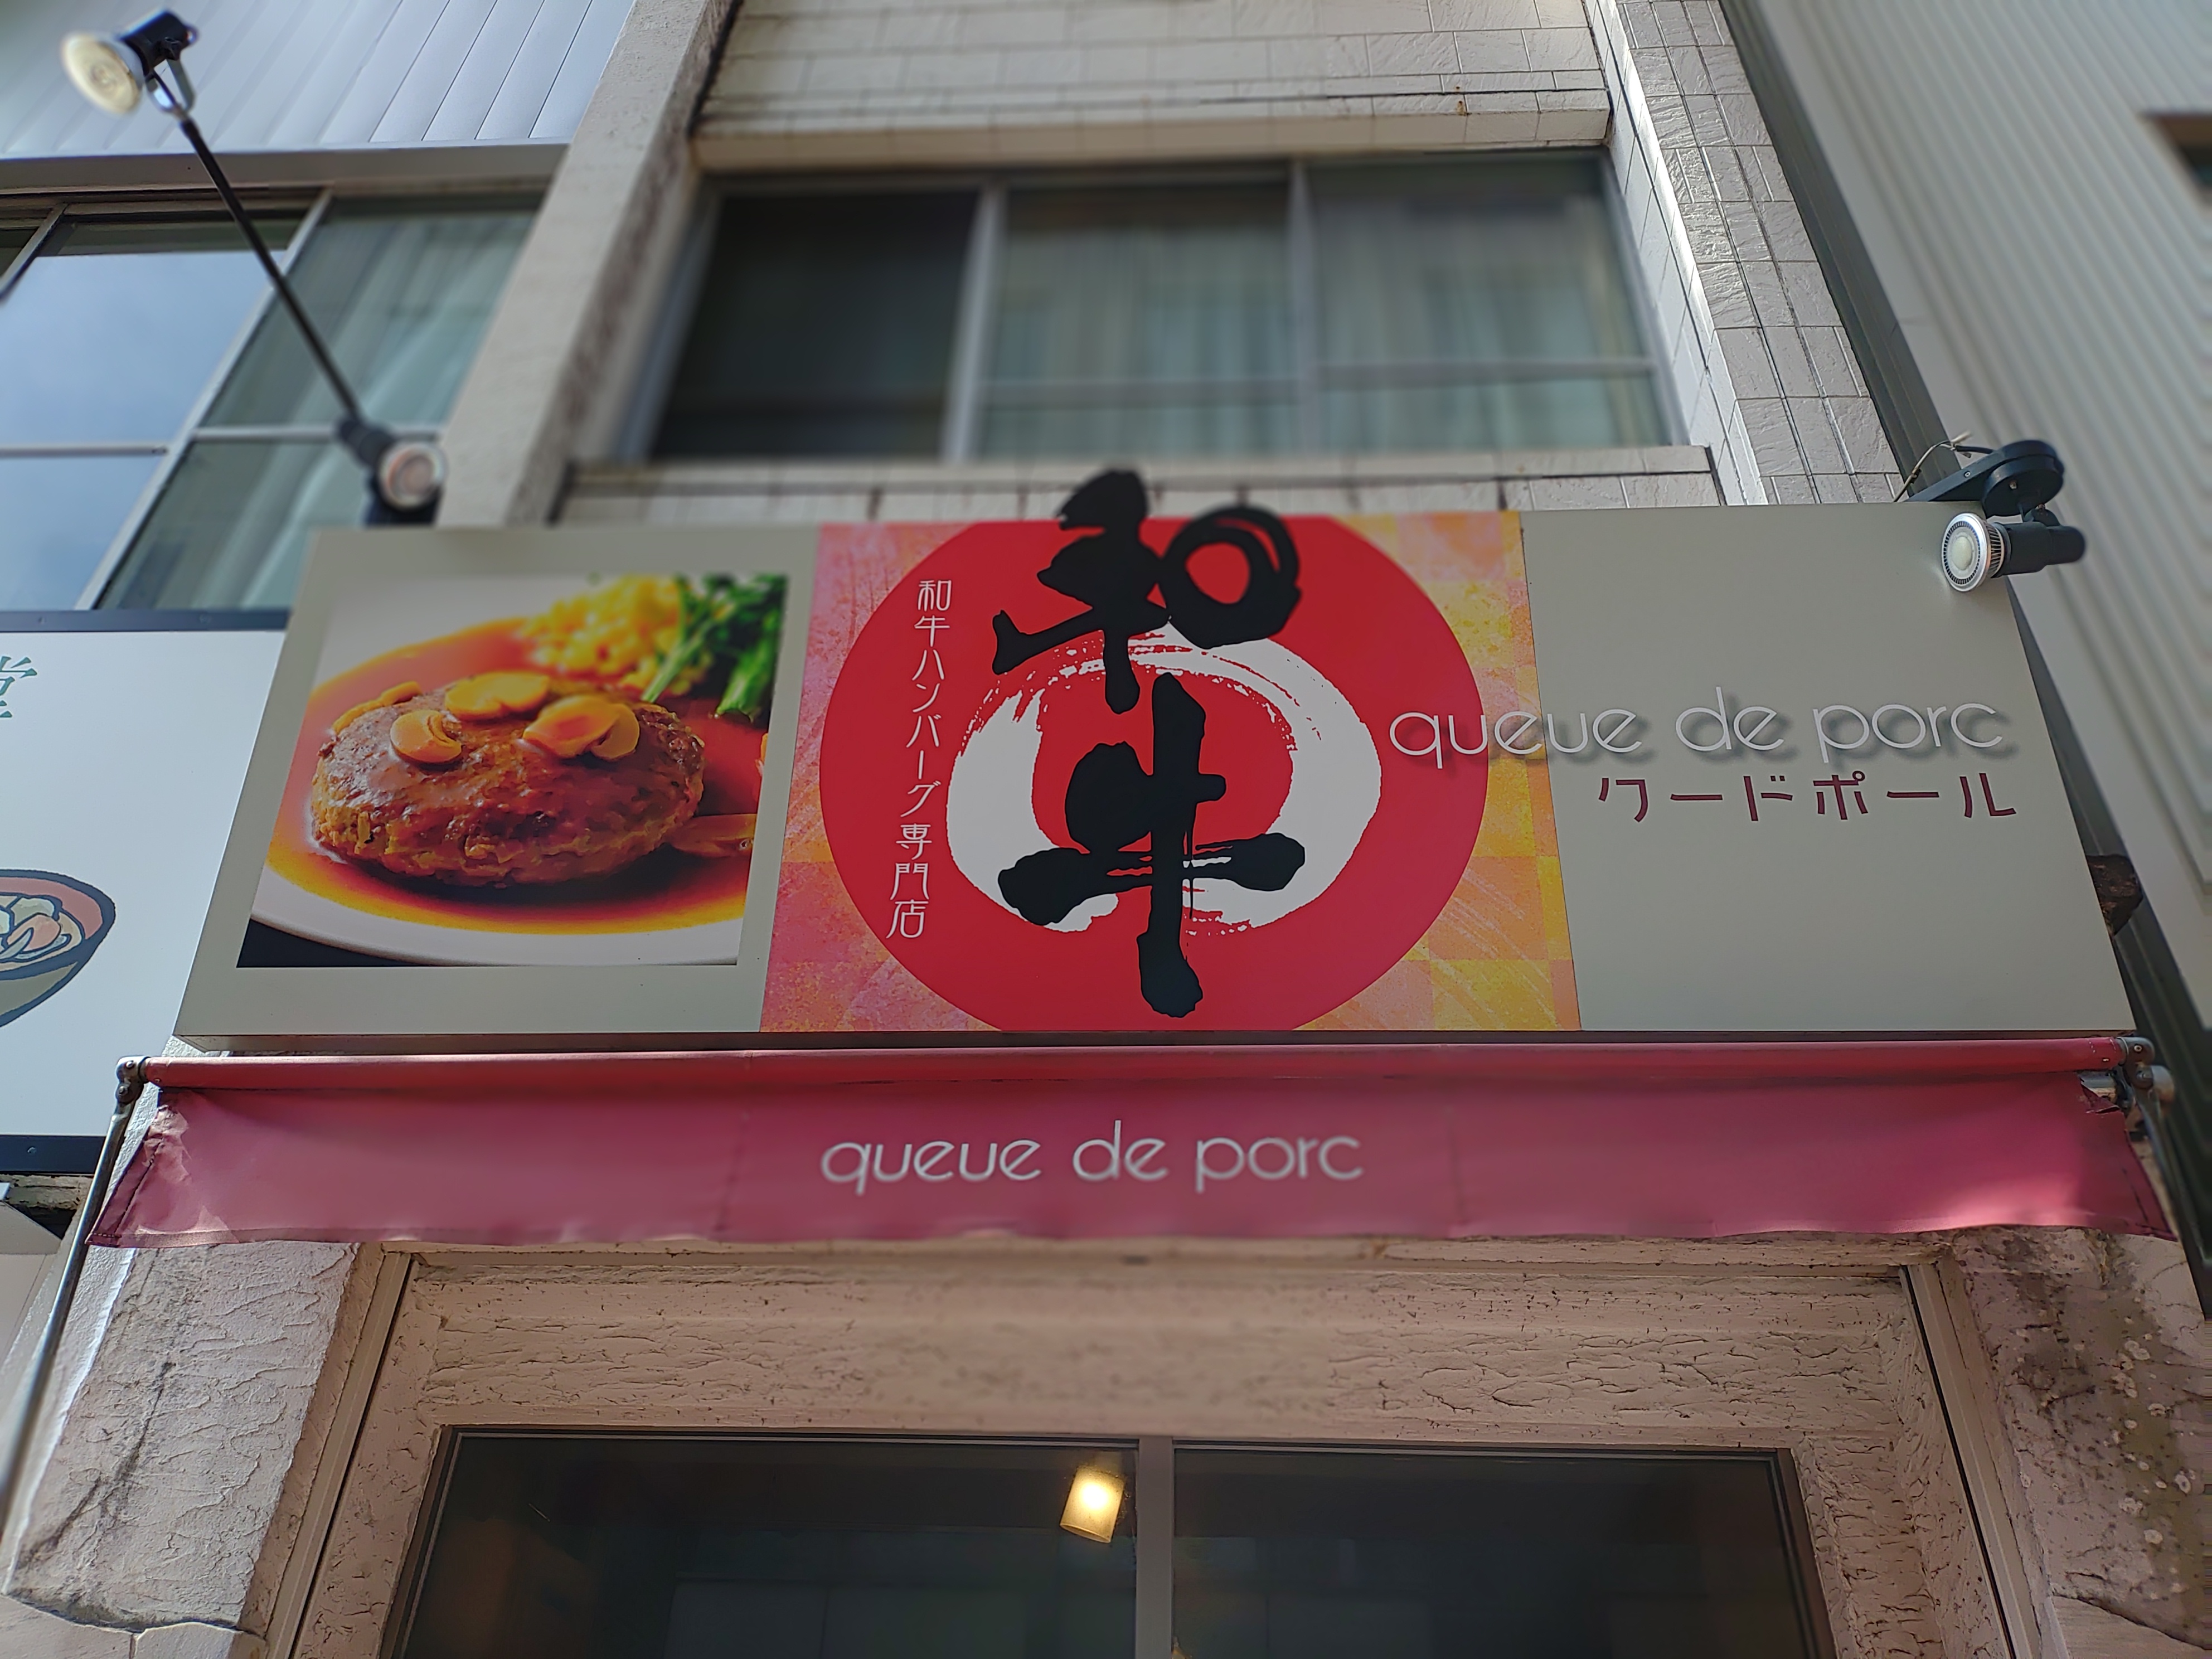 和牛ハンバーグ専門店
和牛
queue de porc
クードポール
queue de porc